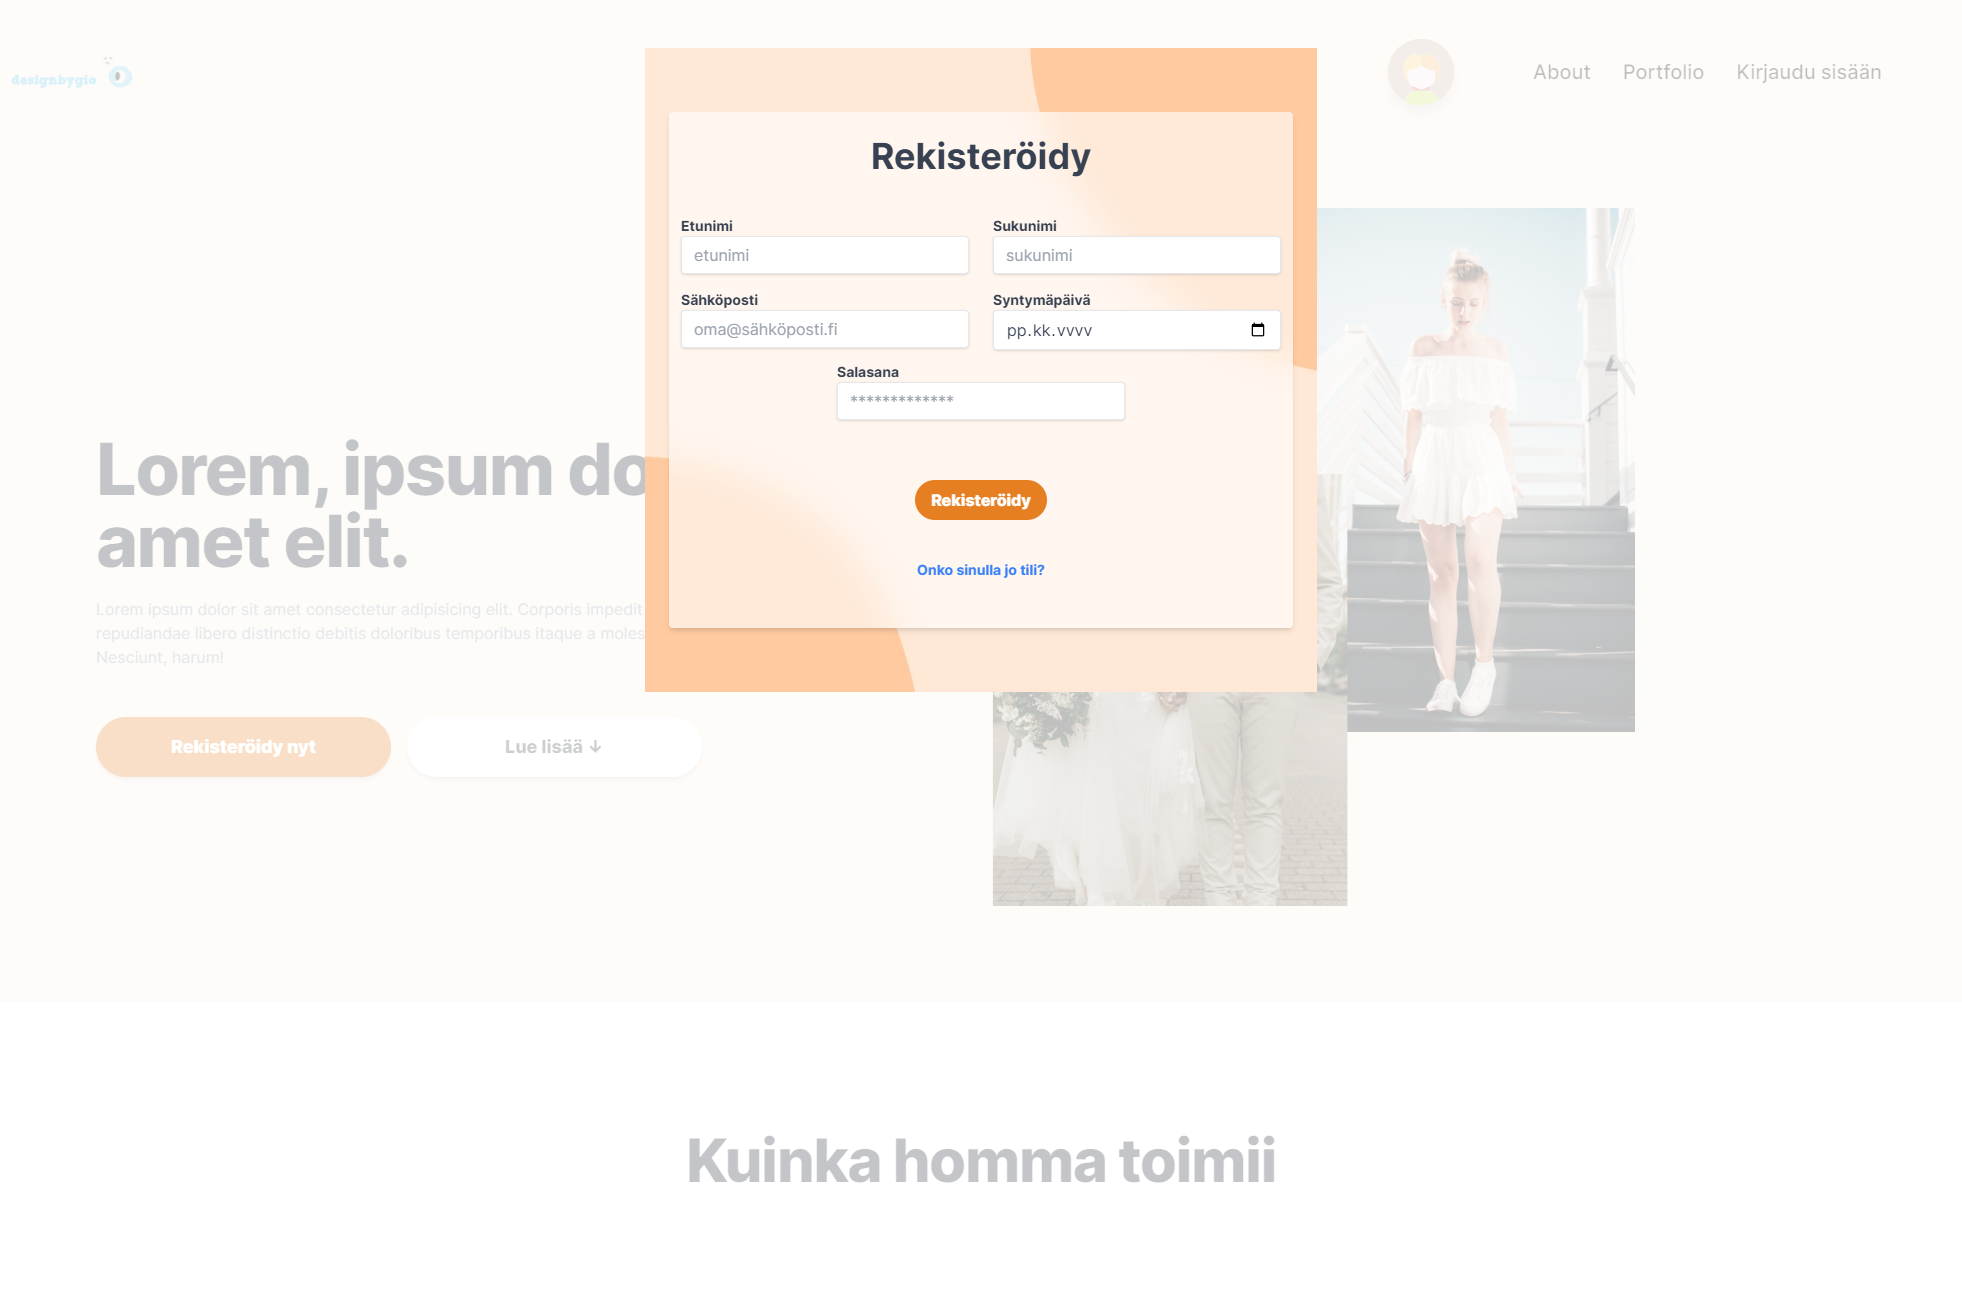 designbygio
About Portfolio Kirjaudu sisään
Rekisteröidy
Etunimi Sukunimi
etunimi sukunimi
Sähköposti Syntymäpäivä
oma@sähköposti.fi pp.kk.vvvv
Salasana
*************
Rekisteröidy
Onko sinulla jo tili?
Lorem, ipsum do
amet elit.
Lorem ipsum dolor sit amet consectetur adipisicing elit. Corporis impedit
repudiandae libero distinctio debitis doloribus temporibus itaque a moles
Nesciunt, harum!
Rekisteröidy nyt Lue lisää ↓
Kuinka homma toimii